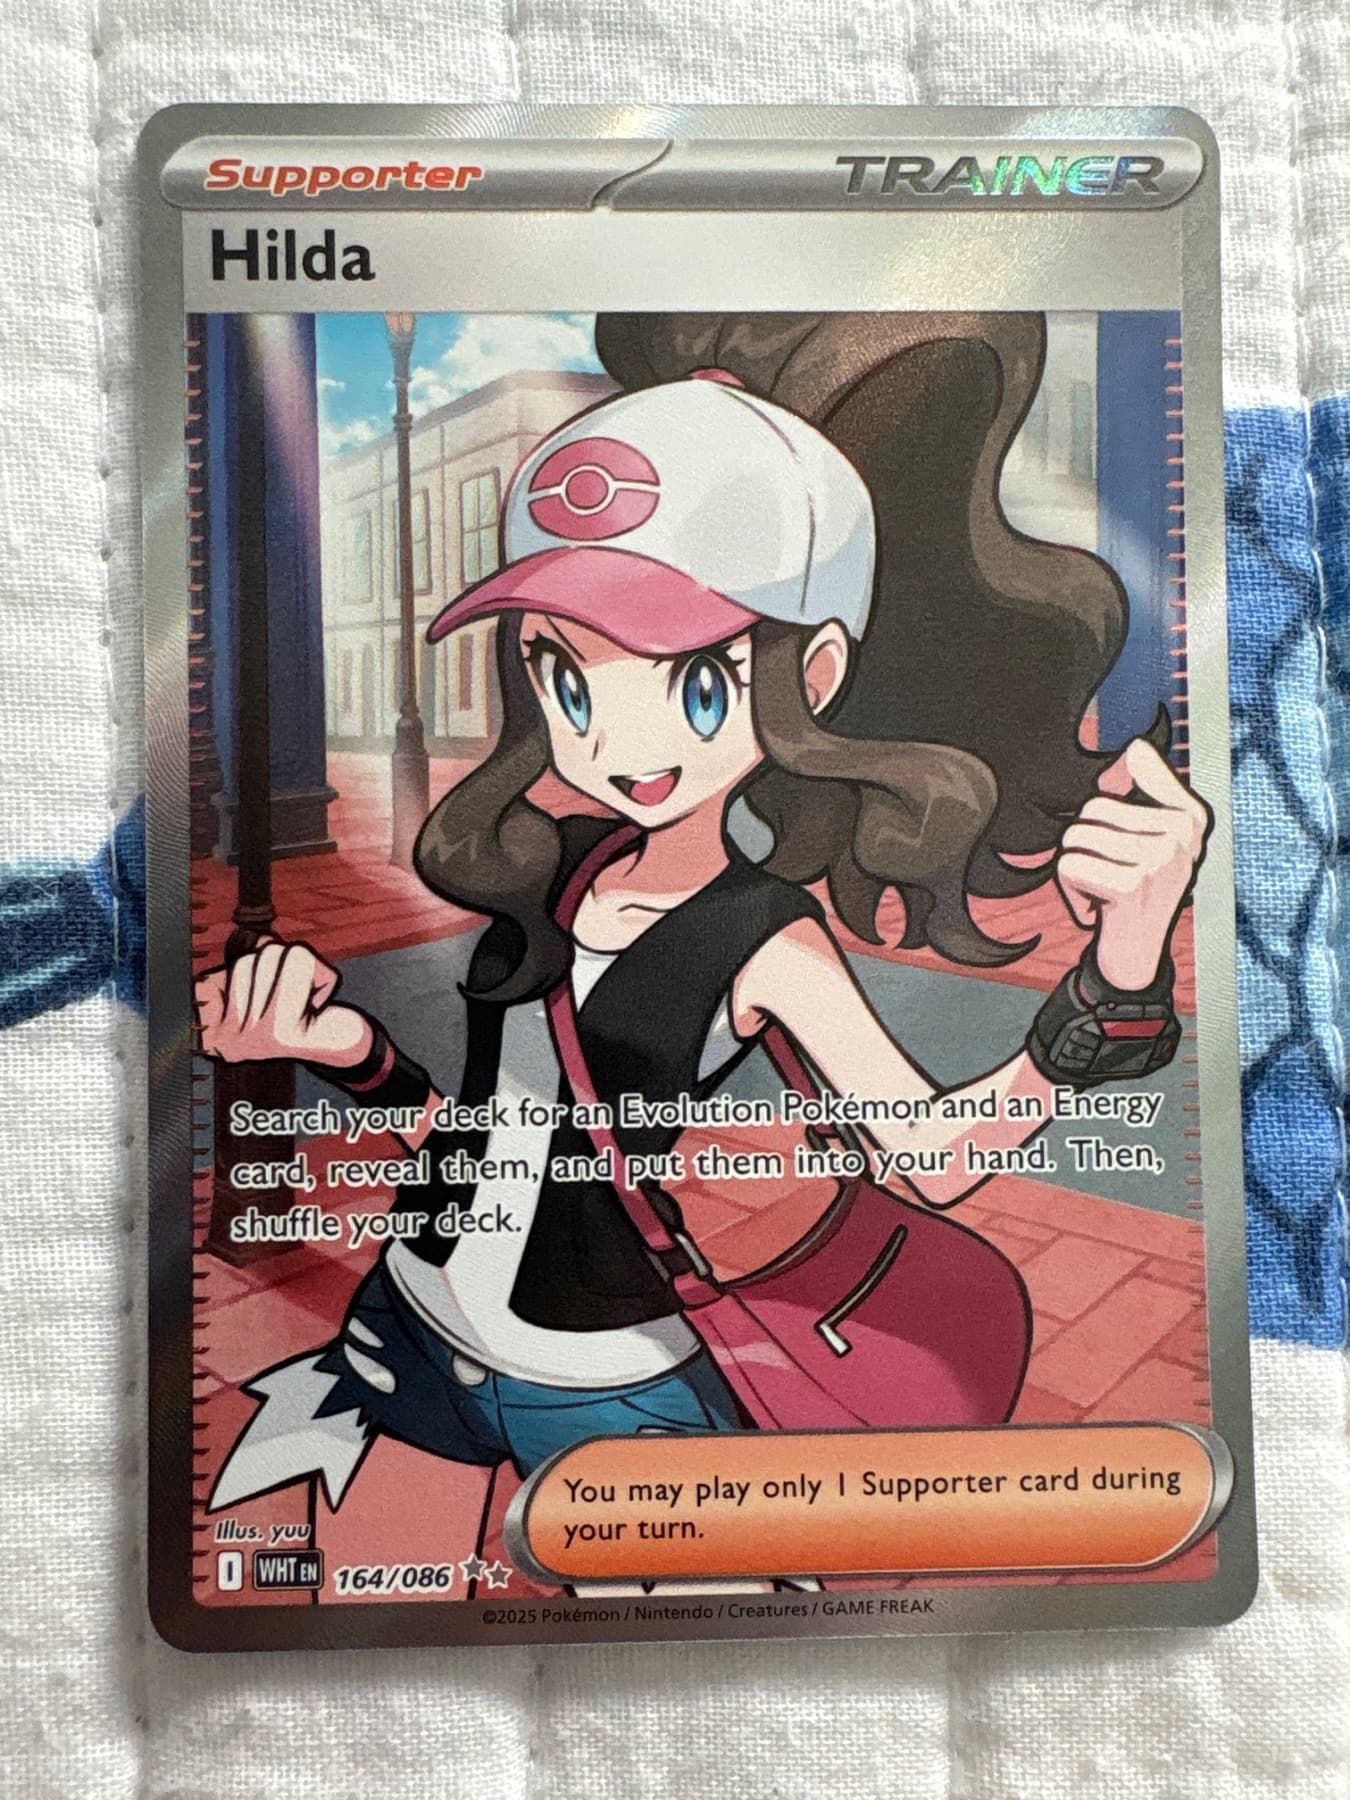 Supporter TRAINER
Hilda
Search your deck for an Evolution Pokémon and an Energy
card, reveal them, and put them into your hand. Then,
shuffle your deck.
You may play only 1 Supporter card during
your turn.
Illus. yuu
I WHT EN 164/086
©2025 Pokémon / Nintendo / Creatures / GAME FREAK